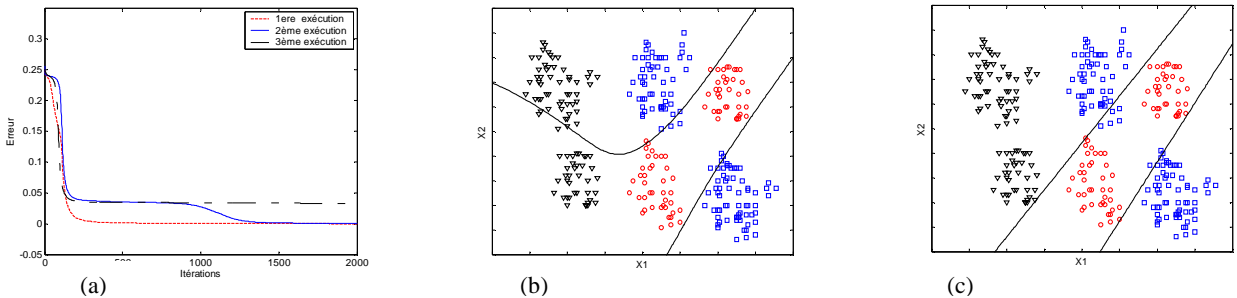 1ere exécution
2ème exécution
3ème exécution
0.3
0.25
0.2
0.15
0.1
0.05
0
-0.05
Erreur
0
1000
1500
2000
Itérations
(a)
X2
X1
(b)
X2
X1
(c)